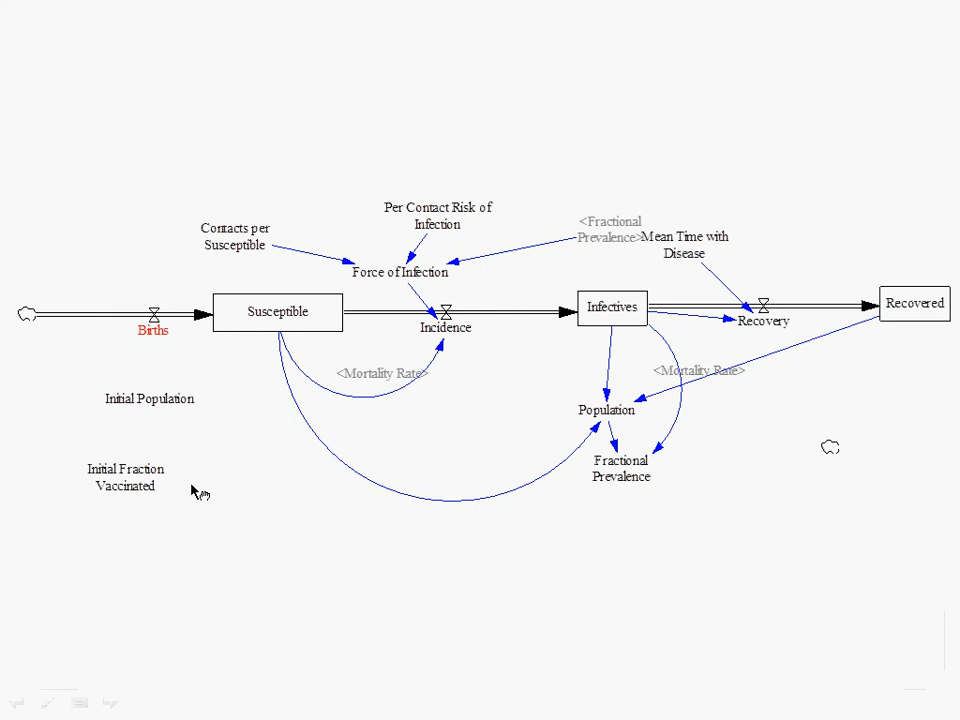 Per Contact Risk of
Infection
Contacts per
Susceptible
<Fractional
Prevalence>
Mean Time with
Disease
Force of Infection
Susceptible
Infectives
Recovered
Births
Incidence
Recovery
<Mortality Rate>
<Mortality Rate>
Initial Population
Population
Initial Fraction
Vaccinated
Fractional
Prevalence